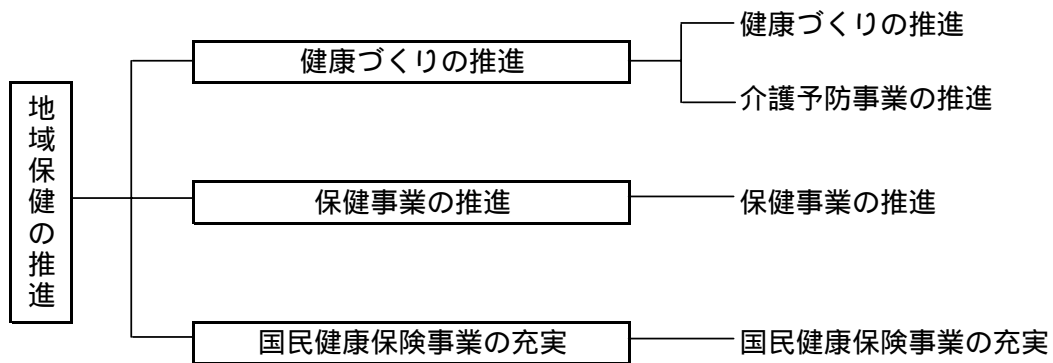 地域保健の推進
健康づくりの推進
健康づくりの推進
介護予防事業の推進
保健事業の推進
保健事業の推進
国民健康保険事業の充実
国民健康保険事業の充実